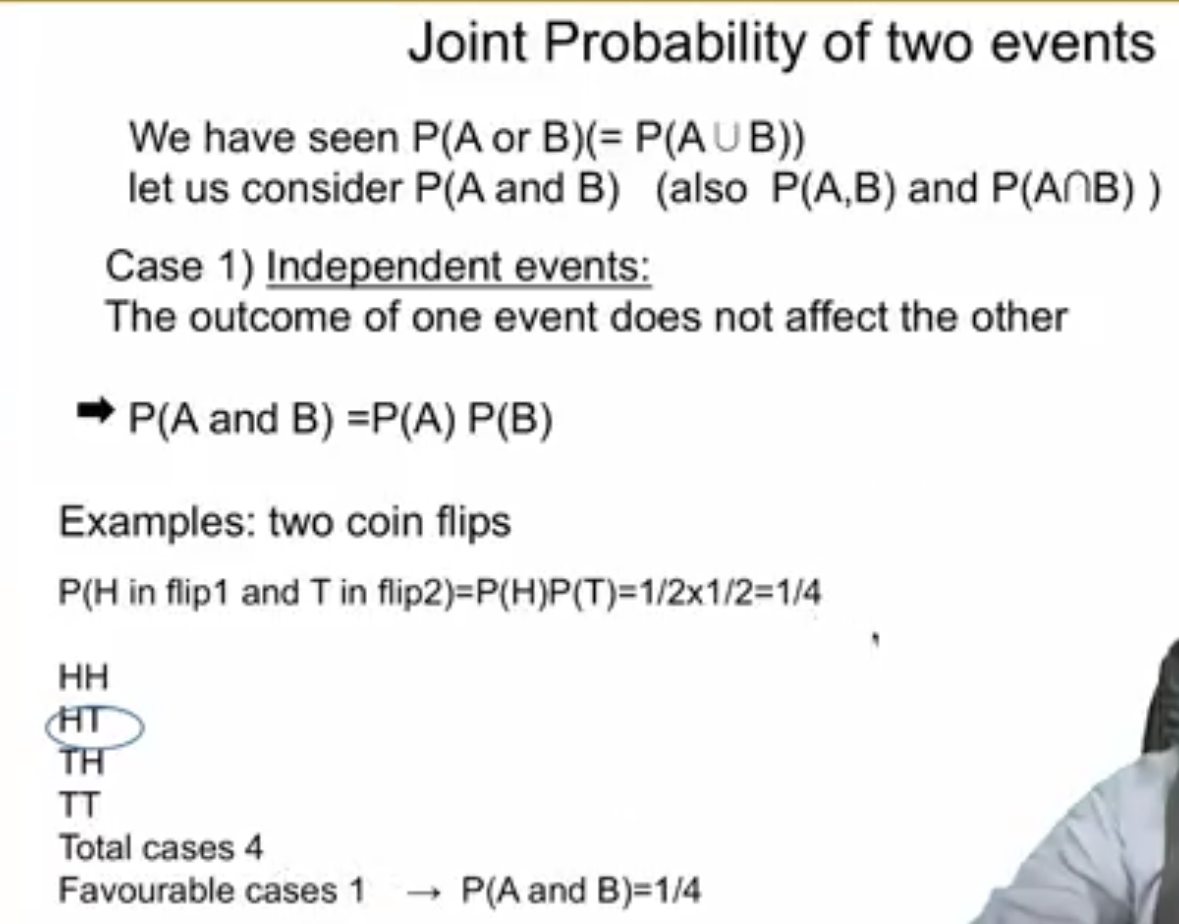 Joint Probability of two events
We have seen P(A or B)(= P(A∪B))
let us consider P(A and B) (also P(A,B) and P(A∩B) )
Case 1) Independent events:
The outcome of one event does not affect the other
➡ P(A and B) =P(A) P(B)
Examples: two coin flips
P(H in flip1 and T in flip2)=P(H)P(T)=1/2x1/2=1/4
HH
HT
TH
TT
Total cases 4
Favourable cases 1 → P(A and B)=1/4